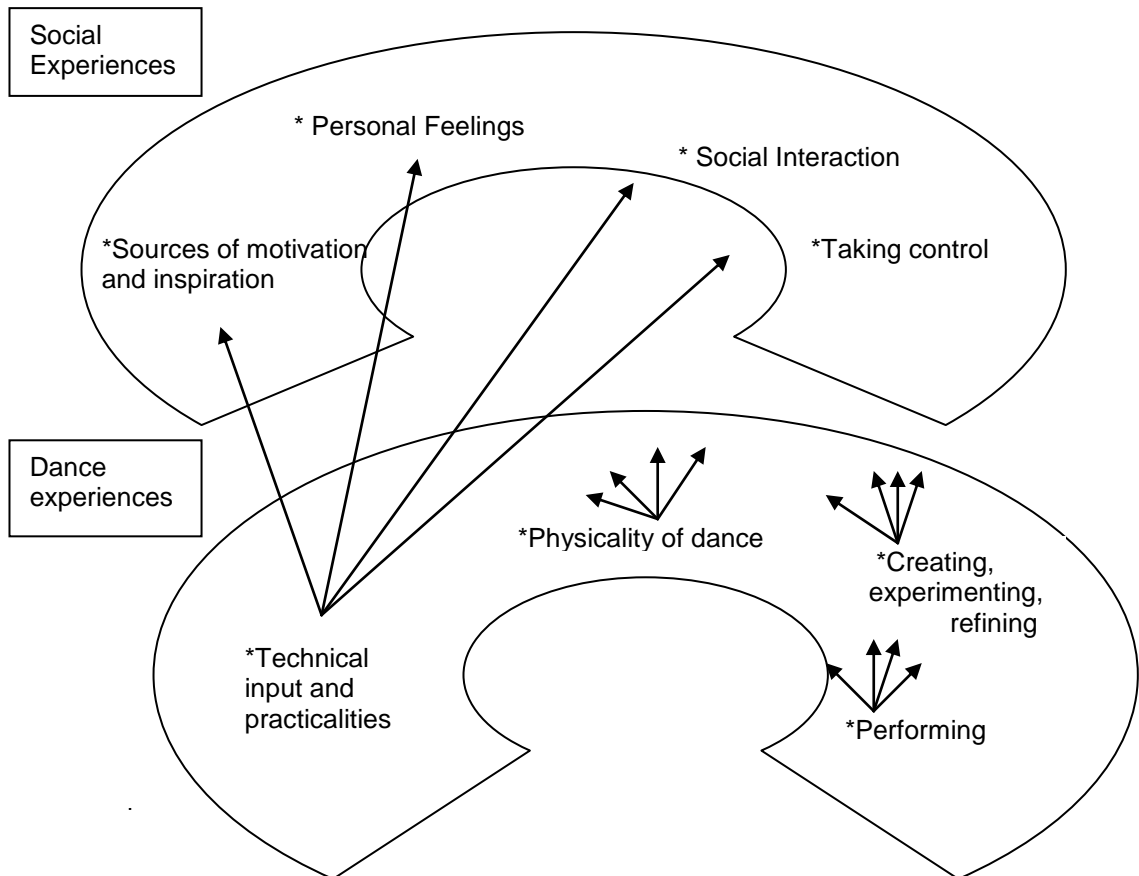 Social
Experiences
* Personal Feelings
* Social Interaction
*Sources of motivation
and inspiration
*Taking control
Dance
experiences
*Physicality of dance
*Creating,
experimenting,
refining
*Technical
input and
practicalities
*Performing